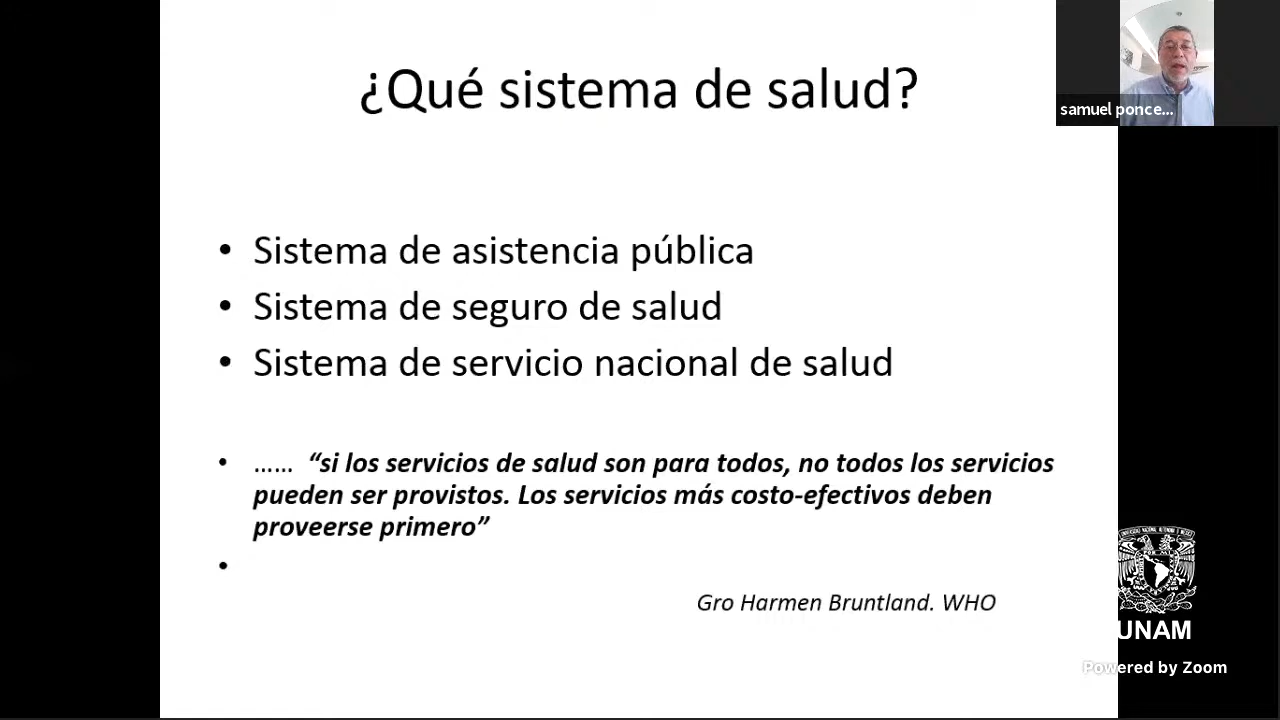 ¿Qué sistema de salud?
samuel ponce...
• Sistema de asistencia pública
• Sistema de seguro de salud
• Sistema de servicio nacional de salud
• …… “si los servicios de salud son para todos, no todos los servicios
pueden ser provistos. Los servicios más costo-efectivos deben
proveerse primero”
•
Gro Harmen Bruntland. WHO
UNAM
Powered by Zoom